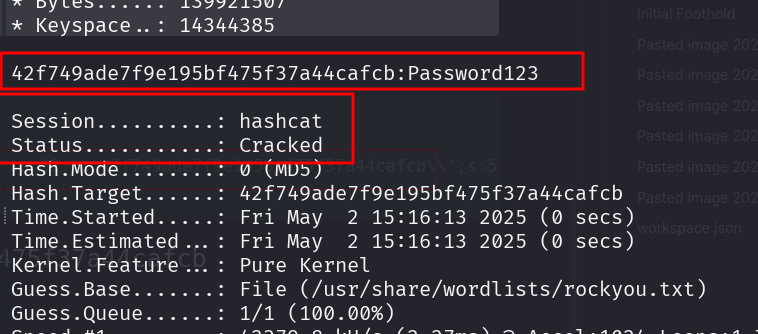 * Bytes.....: 139921507
* Keyspace..: 14344385
42f749ade7f9e195bf475f37a44cafcb:Password123
Session..........: hashcat
Status...........: Cracked
Hash.Mode........: 0 (MD5)
Hash.Target......: 42f749ade7f9e195bf475f37a44cafcb
Time.Started.....: Fri May  2 15:16:13 2025 (0 secs)
Time.Estimated...: Fri May  2 15:16:13 2025 (0 secs)
Kernel.Feature...: Pure Kernel
Guess.Base.......: File (/usr/share/wordlists/rockyou.txt)
Guess.Queue......: 1/1 (100.00%)
Initial Foothold
Pasted image 202
Pasted image 202
Pasted image 202
Pasted image 202
Pasted image 202
Pasted image 202
workspace.json